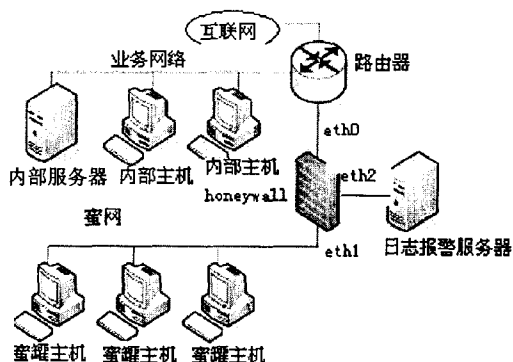 互联网
业务网络
路由器
eth0
内部服务器
内部主机
内部主机
honeywall
eth2
蜜网
eth1
日志报警服务器
蜜罐主机
蜜罐主机
蜜罐主机